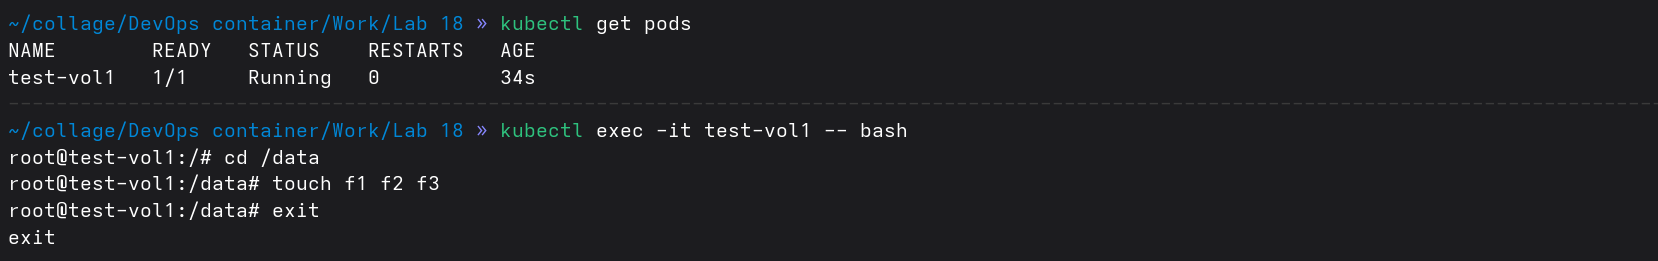 ~/collage/DevOps container/Work/Lab 18 » kubectl get pods
NAME        READY   STATUS    RESTARTS   AGE
test-vol1   1/1     Running   0          34s
~/collage/DevOps container/Work/Lab 18 » kubectl exec -it test-vol1 -- bash
root@test-vol1:/# cd /data
root@test-vol1:/data# touch f1 f2 f3
root@test-vol1:/data# exit
exit